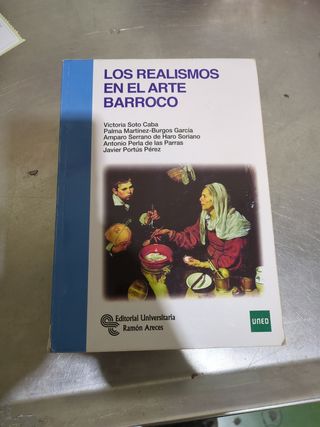 LOS REALISMOS
EN EL ARTE
BARROCO
Victoria Soto Caba
Palma Martínez-Burgos García
Amparo Serrano de Haro Soriano
Antonio Perla de las Parras
Javier Portús Pérez
Editorial Universitaria
Ramón Areces
UNED